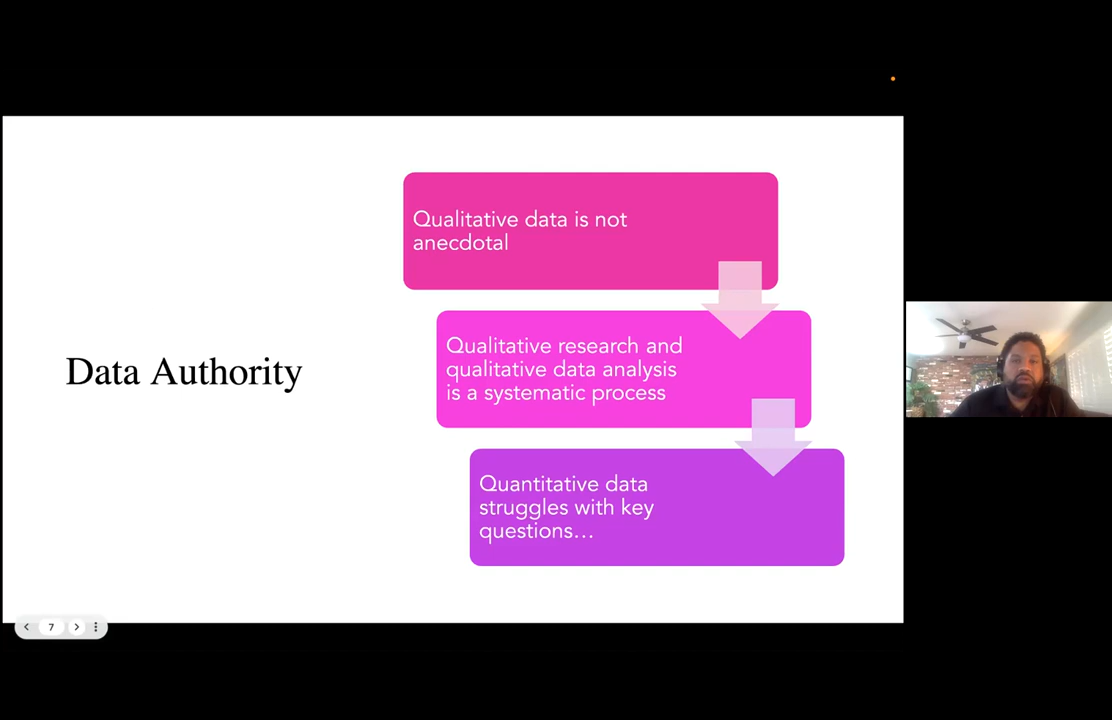 Data Authority
Qualitative data is not
anecdotal
Qualitative research and
qualitative data analysis
is a systematic process
Quantitative data
struggles with key
questions…
7